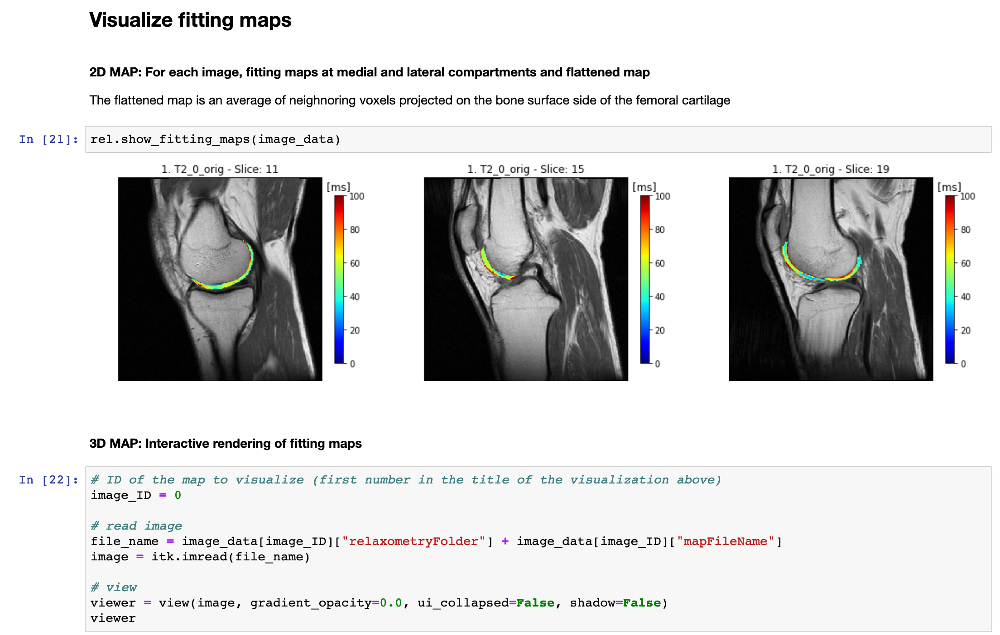 Visualize fitting maps
2D MAP: For each image, fitting maps at medial and lateral compartments and flattened map
The flattened map is an average of neighnoring voxels projected on the bone surface side of the femoral cartilage
In [21]: rel.show_fitting_maps(image_data)
1. T2_0_orig - Slice: 11
[ms]
100
80
60
40
20
0
1. T2_0_orig - Slice: 15
[ms]
100
80
60
40
20
0
1. T2_0_orig - Slice: 19
[ms]
100
80
60
40
20
0
3D MAP: Interactive rendering of fitting maps
In [22]: # ID of the map to visualize (first number in the title of the visualization above)
image_ID = 0
# read image
file_name = image_data[image_ID]["relaxometryFolder"] + image_data[image_ID]["mapFileName"]
image = itk.imread(file_name)
# view
viewer = view(image, gradient_opacity=0.0, ui_collapsed=False, shadow=False)
viewer